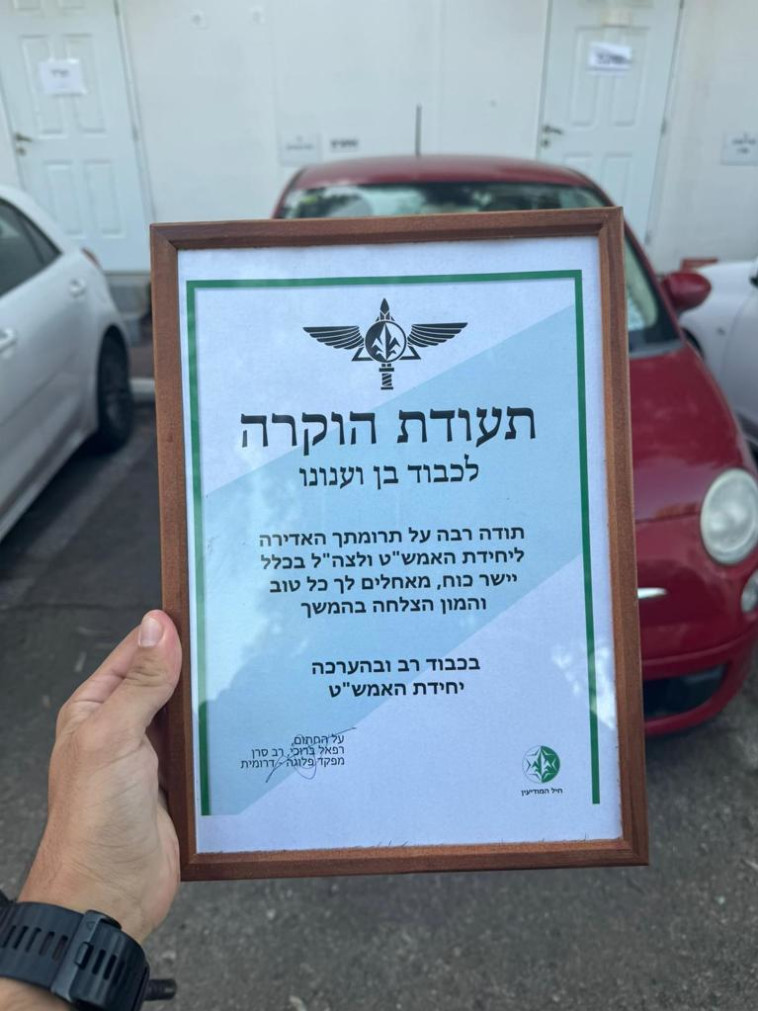 תעודת הוקרה
לכבוד בן וענונו
תודה רבה על תרומתך האדירה
ליחידת האמש"ט ולצה"ל בכלל
יישר כוח, מאחלים לך כל טוב
והמון הצלחה בהמשך
בכבוד רב ובהערכה
יחידת האמש"ט
על החתום,
רפאל ברוכי, רב סרן
מפקד פלוגה - דרומית
חיל המודיעין